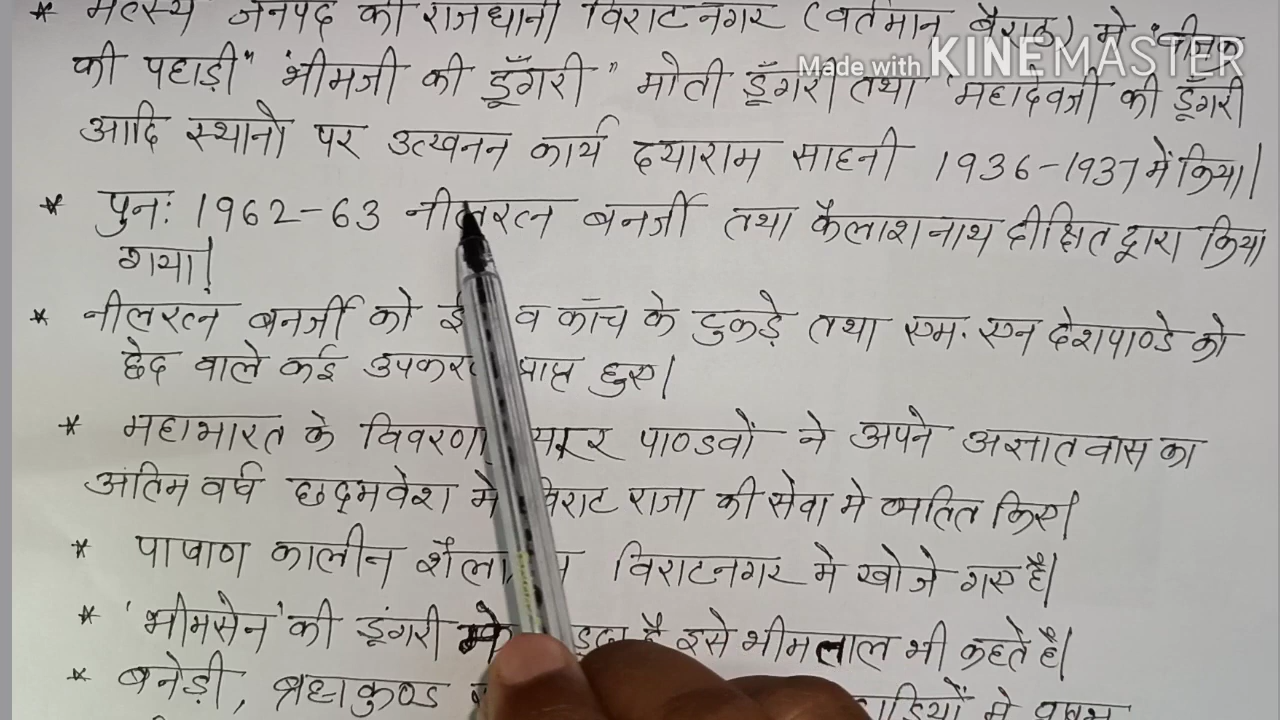 * मत्स्य जनपद की राजधानी विराटनगर (वर्तमान बैराठ) मे "बीजक
की पहाड़ी" "भीमजी की डूँगरी" मोती डूँगरी तथा 'महादेवजी की डूँगरी
Made with KINEMASTER
आदि स्थानो पर उत्खनन कार्य दयाराम साहनी 1936-1937 में किया।
* पुनः 1962-63 नीलरत्न बनर्जी तथा कैलाशनाथ दीक्षित द्वारा किया
गया।
* नीलरत्न बनर्जी को व काँच के टुकड़े तथा एम. एन देशपाण्डे को
छेद वाले कई प्राप्त हुए।
* महाभारत के पाण्डवों ने अपने अज्ञातवास का
अंतिम वर्ष छद्मवेश मे राजा की सेवा मे व्यतित किए।
* पाषाण कालीन विराटनगर मे खोजे गए है।
* 'भीमसेन' की डूंगरी है इसे भीमलाल भी कहते है।
* बनेड़ी, ब्रह्मकुण्ड मे